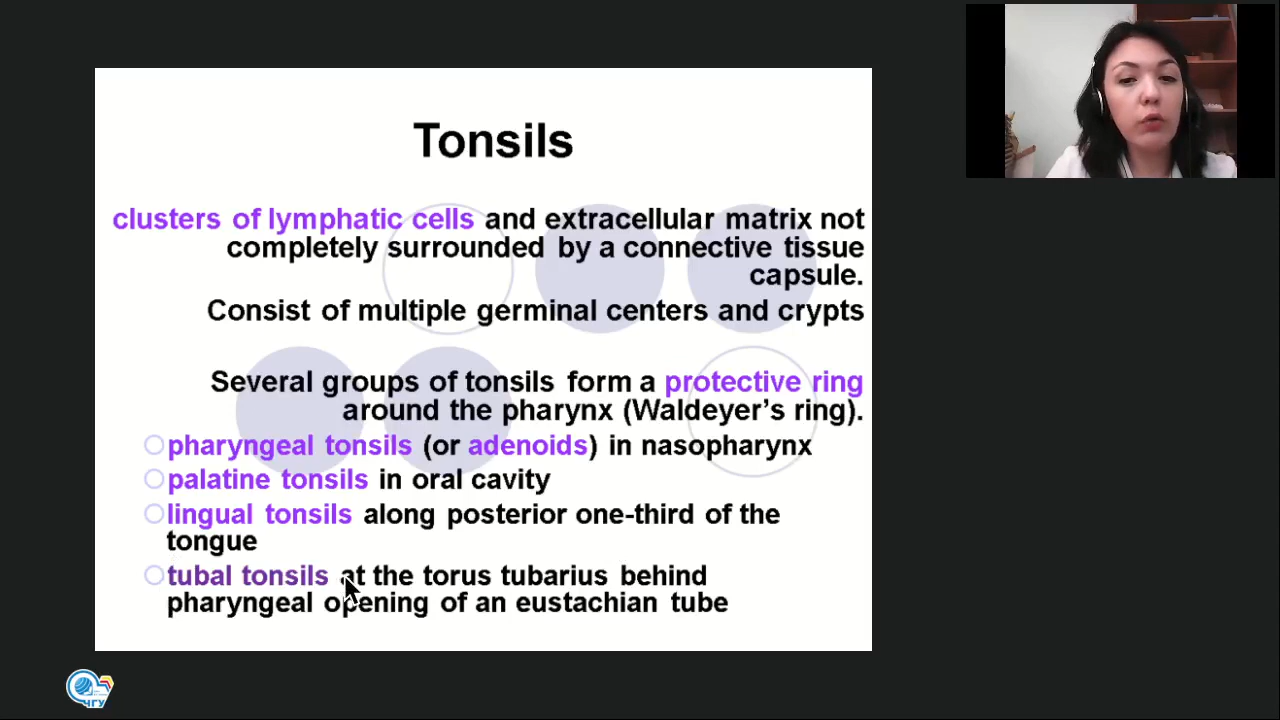 Tonsils
clusters of lymphatic cells and extracellular matrix not
completely surrounded by a connective tissue
capsule.
Consist of multiple germinal centers and crypts
Several groups of tonsils form a protective ring
around the pharynx (Waldeyer's ring).
pharyngeal tonsils (or adenoids) in nasopharynx
palatine tonsils in oral cavity
lingual tonsils along posterior one-third of the
tongue
tubal tonsils at the torus tubarius behind
pharyngeal opening of an eustachian tube
ЧГУ